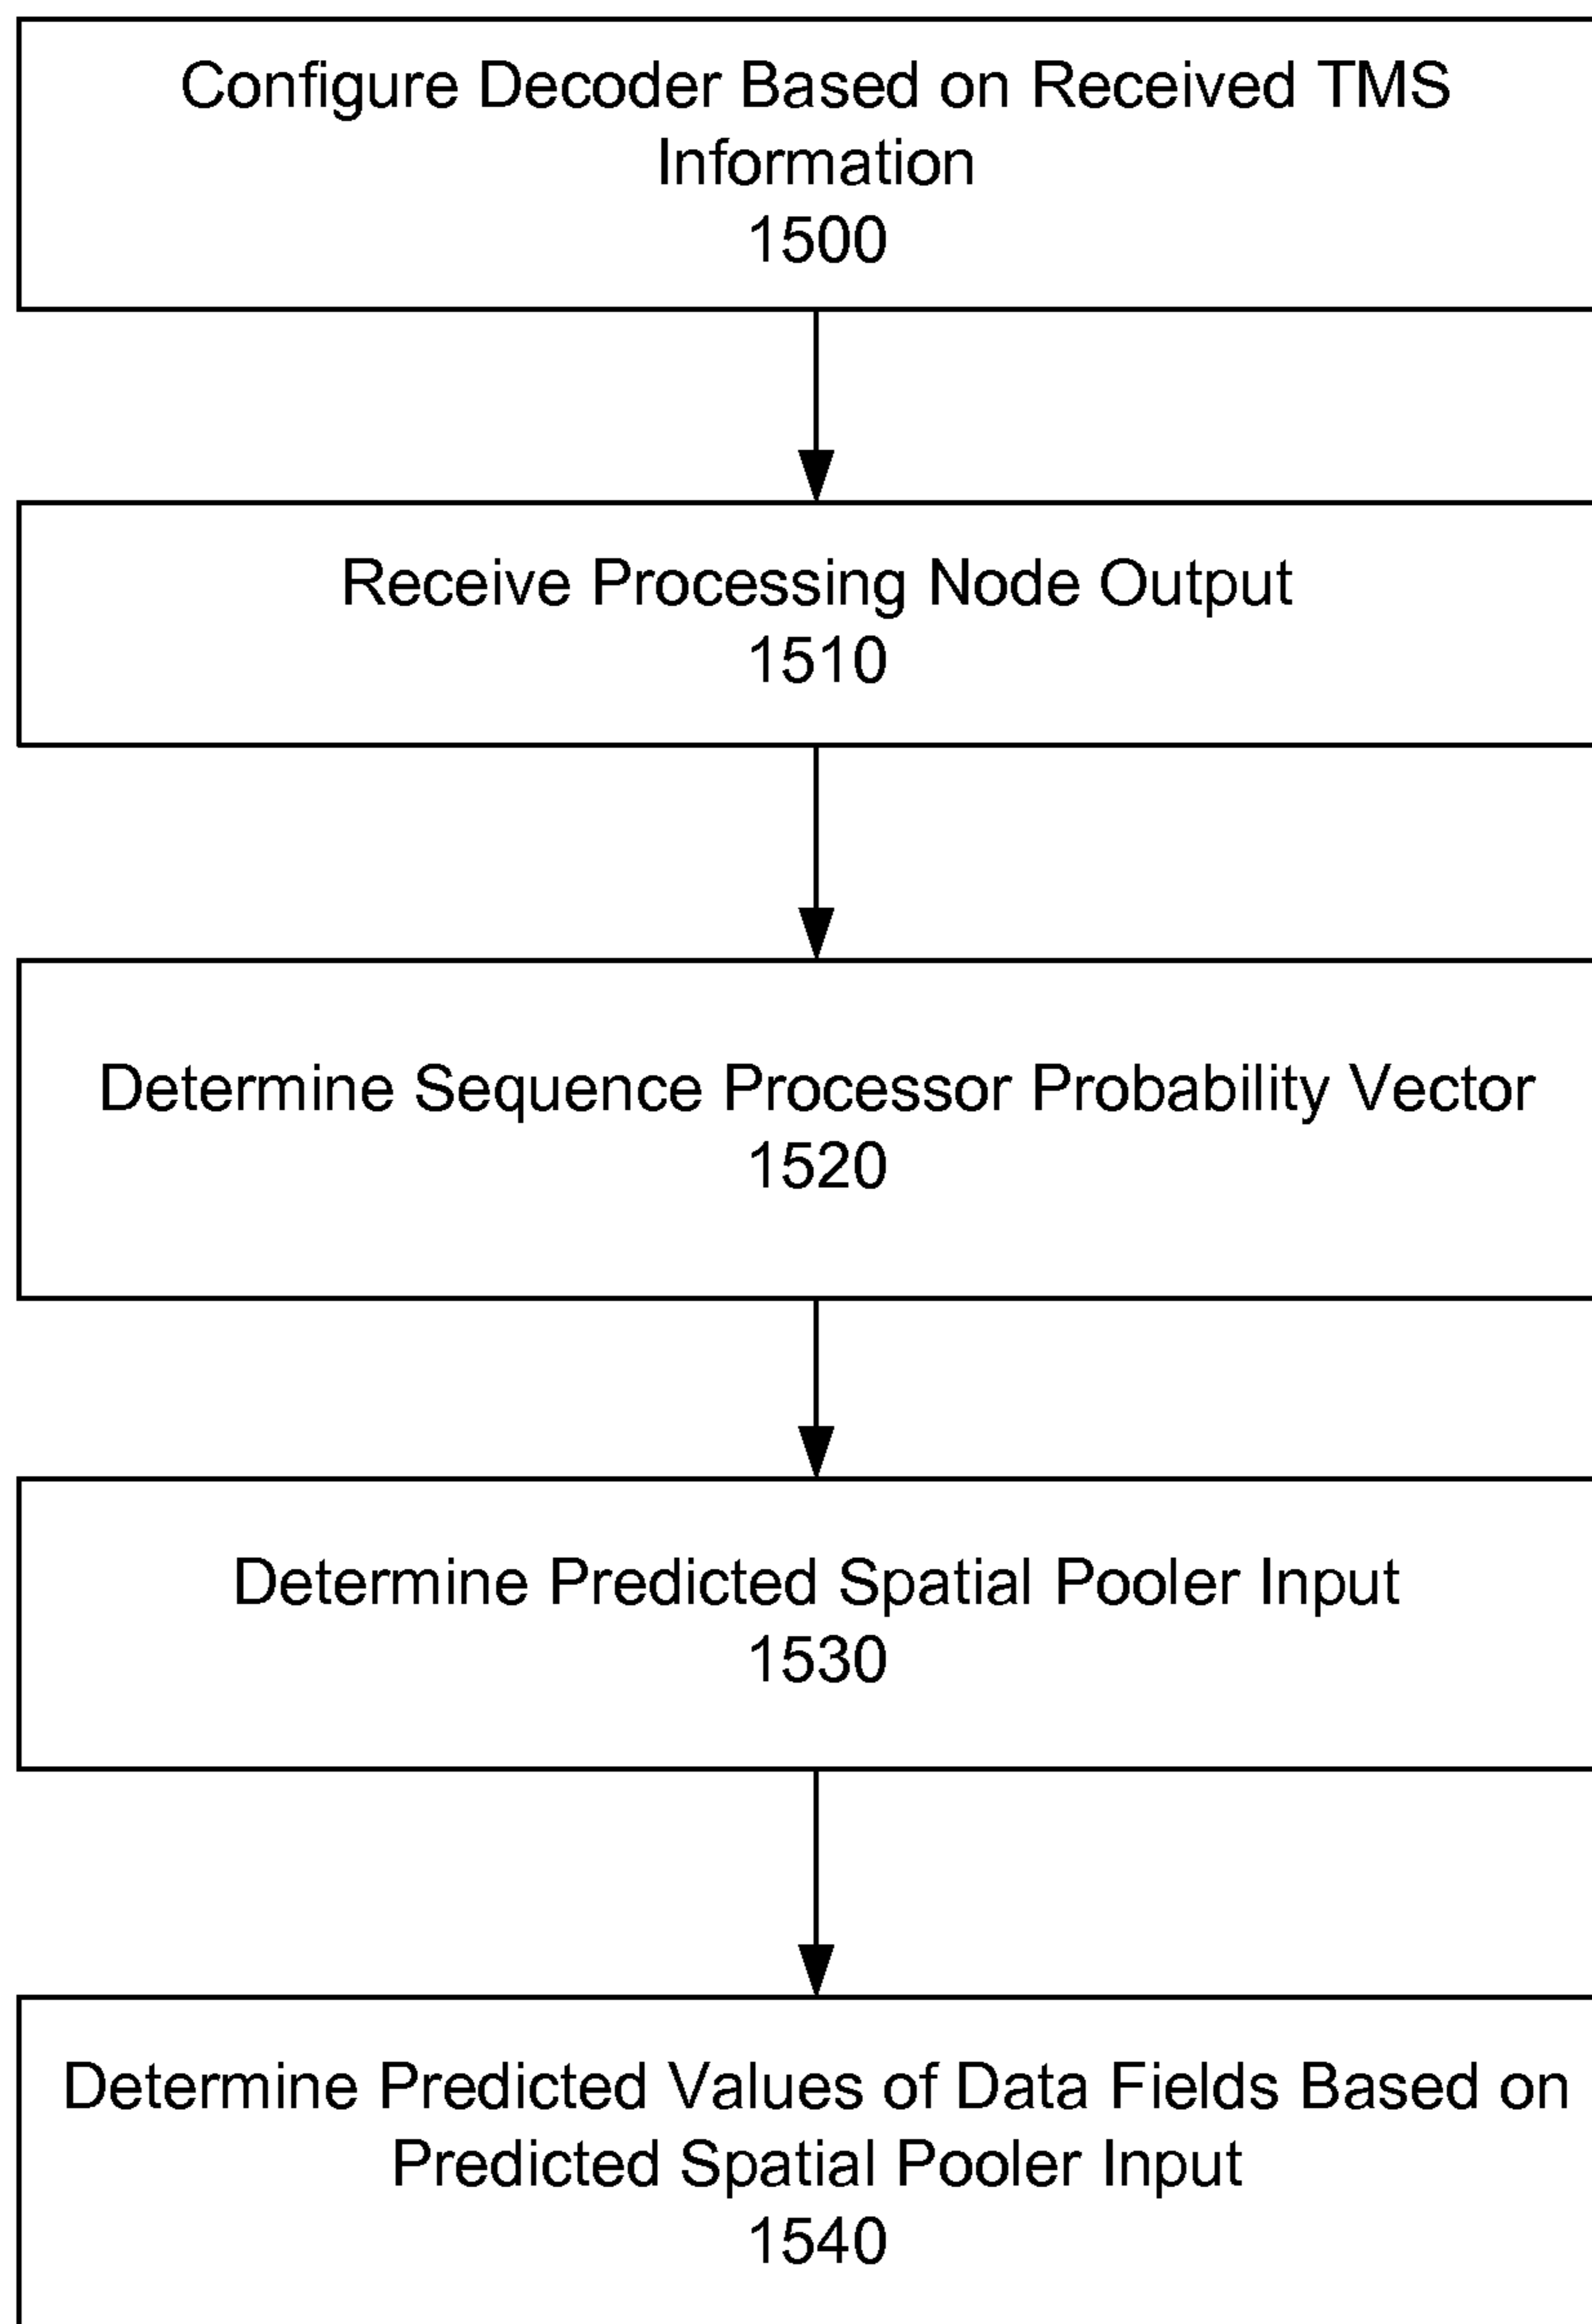 Configure Decoder Based on Received TMS
Information
1500
Receive Processing Node Output
1510
Determine Sequence Processor Probability Vector
1520
Determine Predicted Spatial Pooler Input
1530
Determine Predicted Values of Data Fields Based on
Predicted Spatial Pooler Input
1540